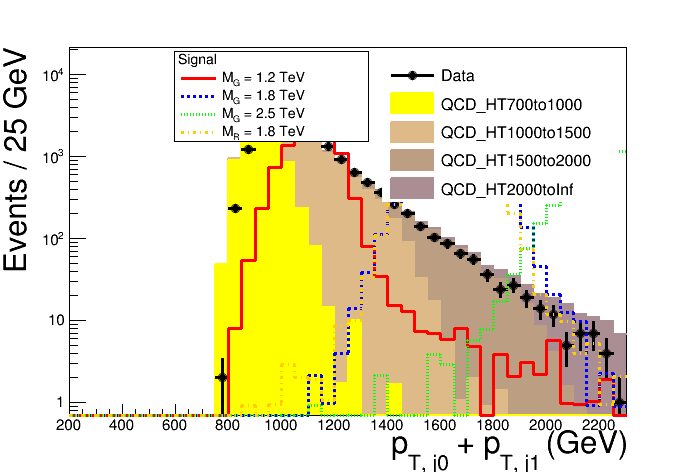 Events / 25 GeV
10^4
10^3
10^2
10
1
Signal
M_G = 1.2 TeV
M_G = 1.8 TeV
M_G = 2.5 TeV
M_R = 1.8 TeV
Data
QCD_HT700to1000
QCD_HT1000to1500
QCD_HT1500to2000
QCD_HT2000toInf
200 400 600 800 1000 1200 1400 1600 1800 2000 2200
p_T, j0 + p_T, j1 (GeV)